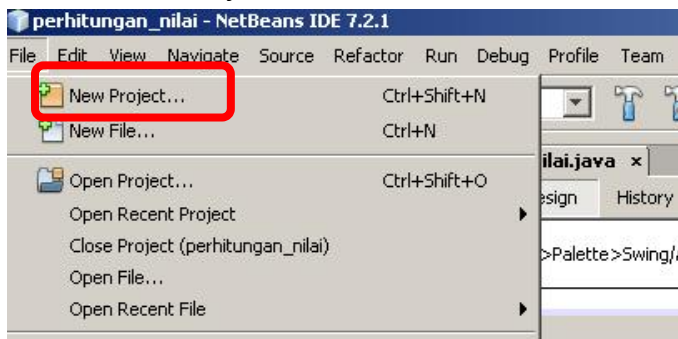 perhitungan_nilai - NetBeans IDE 7.2.1
File Edit View Navigate Source Refactor Run Debug Profile Team
New Project... Ctrl+Shift+N
New File... Ctrl+N
ilai.java ×
Open Project... Ctrl+Shift+O
esign History
Open Recent Project
Close Project (perhitungan_nilai)
>Palette>Swing/
Open File...
Open Recent File